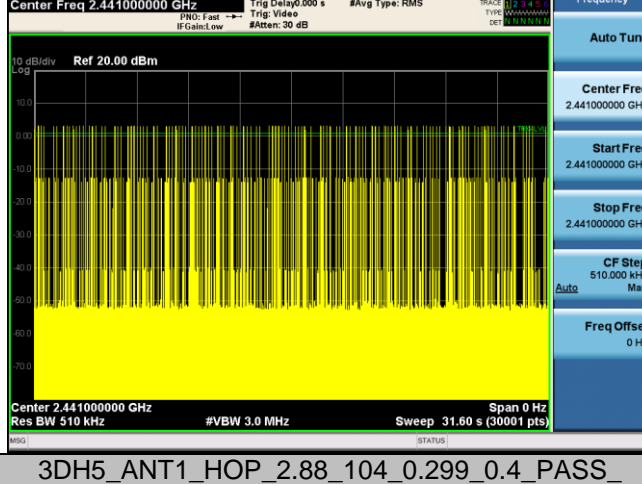 Center Freq 2.441000000 GHz
PNO: Fast
IFGain:Low
Trig Delay0.000 s
Trig: Video
#Atten: 30 dB
#Avg Type: RMS
TRACE 1 2 3 4 5 6
TYPE
DET N N N N N N
Frequency
10 dB/div
Log
Ref 20.00 dBm
10.0
0.00
-10.0
-20.0
-30.0
-40.0
-50.0
-60.0
-70.0
TRIG LVL
Center 2.441000000 GHz
Span 0 Hz
Res BW 510 kHz
#VBW 3.0 MHz
Sweep 31.60 s (30001 pts)
MSG
STATUS
Auto Tun
Center Fre
2.441000000 GH
Start Fre
2.441000000 GH
Stop Fre
2.441000000 GH
CF Step
510.000 kH
Auto
Ma
Freq Offse
0 H
3DH5_ANT1_HOP_2.88_104_0.299_0.4_PASS_